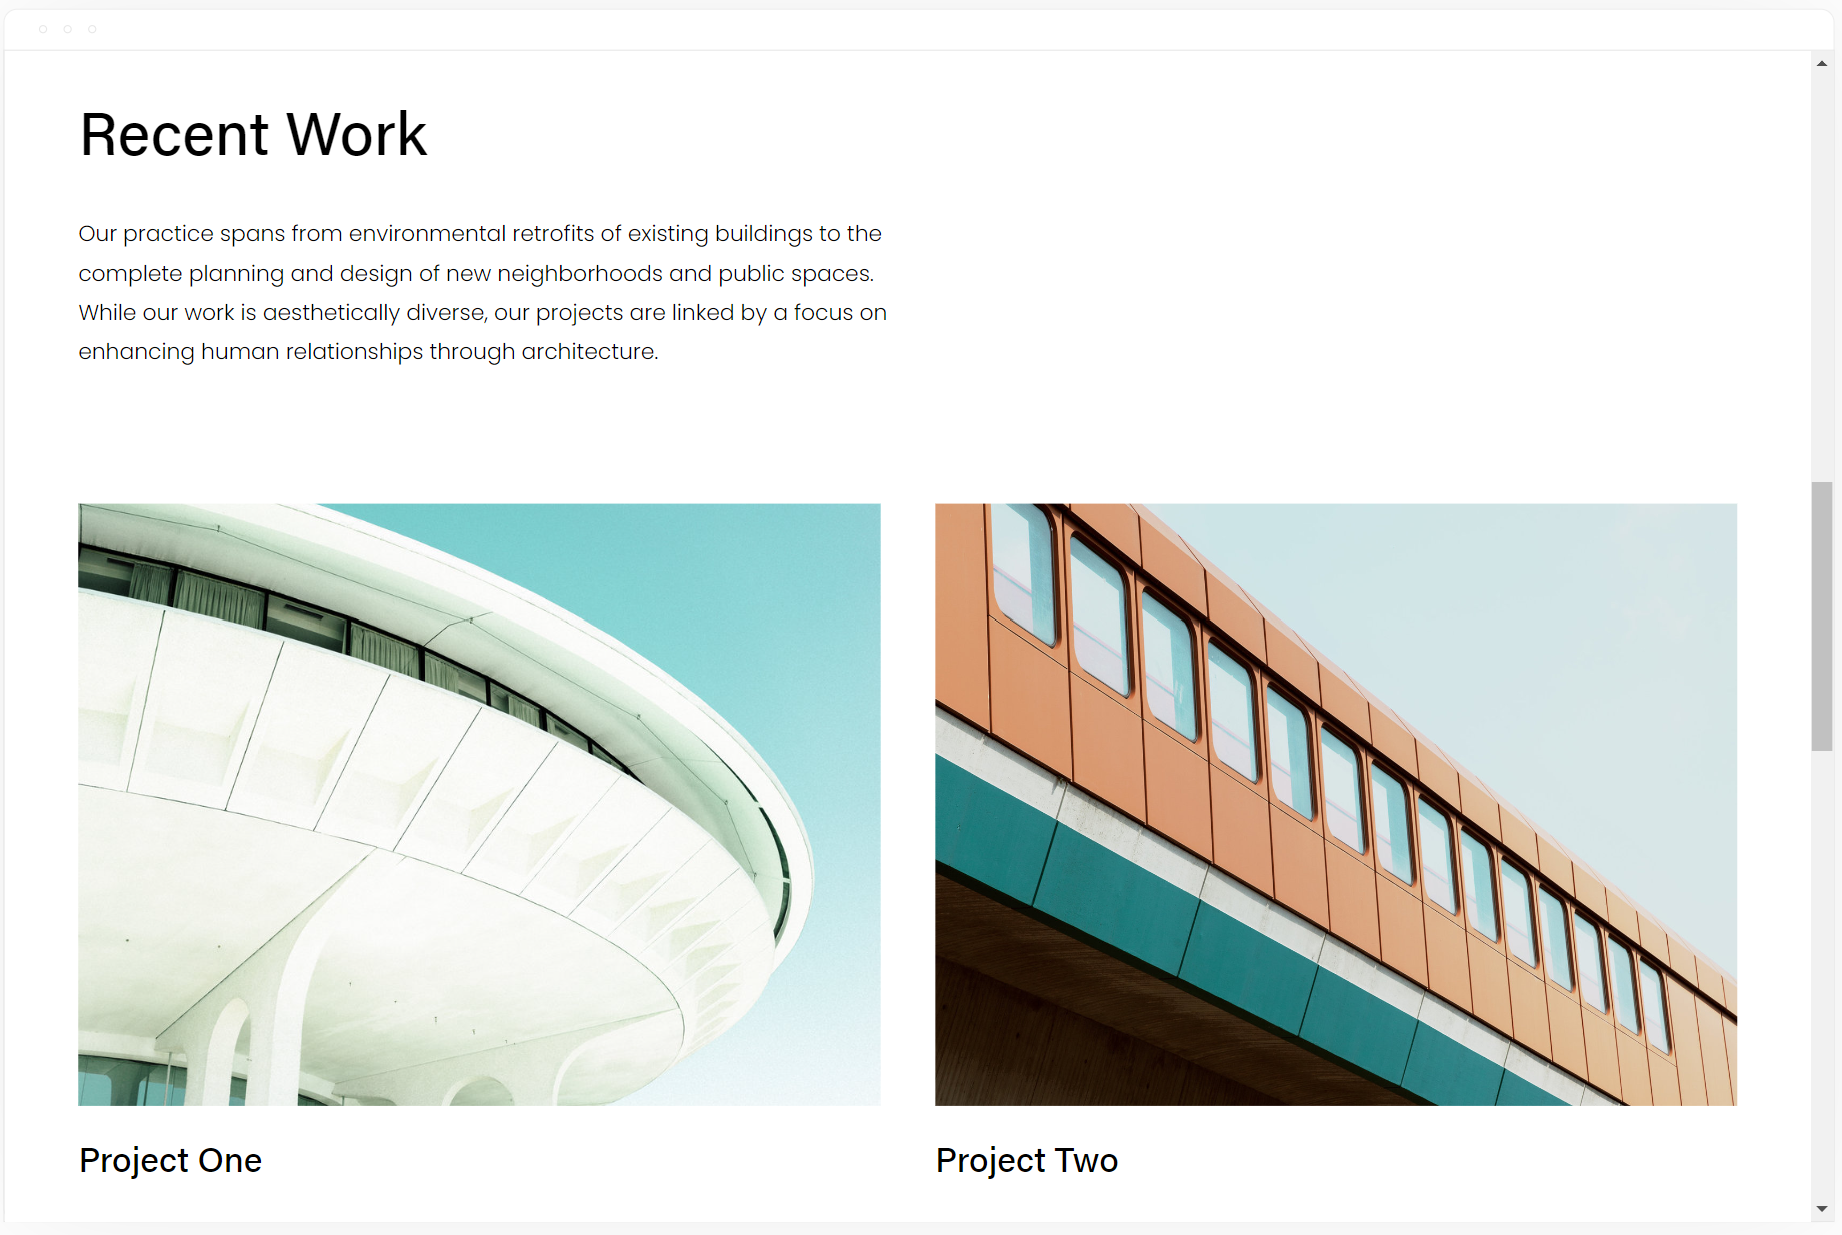 Recent Work
Our practice spans from environmental retrofits of existing buildings to the
complete planning and design of new neighborhoods and public spaces.
While our work is aesthetically diverse, our projects are linked by a focus on
enhancing human relationships through architecture.
Project One
Project Two